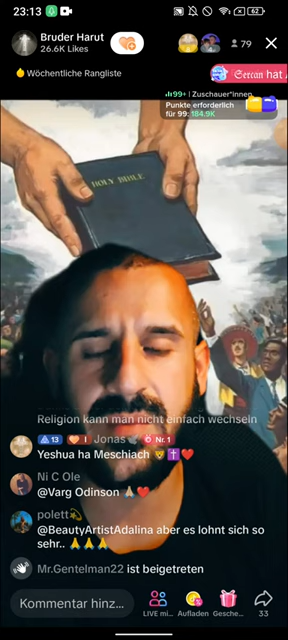 23:13
62
Bruder Harut
26.6K Likes
79
Wöchentliche Rangliste
Sercan hat
99+ | Zuschauer*innen
Punkte erforderlich
für 99: 184.9K
HOLY BIBLE
Religion kann man nicht einfach wechseln
13 I Jonas Nr. 1
Yeshua ha Meschiach 🦁✝️❤️
Ni C Ole
@Varg Odinson 🙏🏼❤️
polett💫
@BeautyArtistAdalina aber es lohnt sich so
sehr.. 🙏🙏🙏
Mr.Gentelman22 ist beigetreten
Kommentar hinz...
LIVE mi...
Aufladen
Gesche...
33